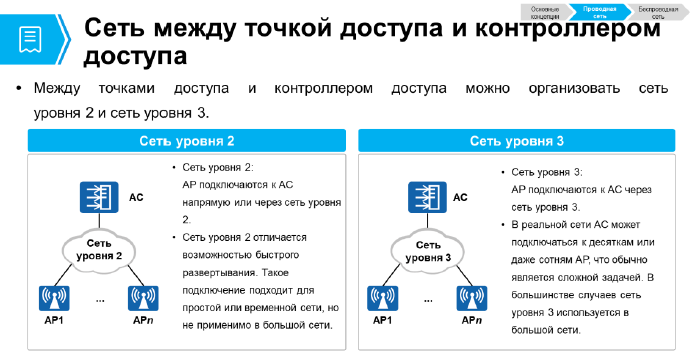 Основные концепции
Проводная сеть
Беспроводная сеть
Сеть между точкой доступа и контроллером
доступа
• Между точками доступа и контроллером доступа можно организовать сеть
уровня 2 и сеть уровня 3.
Сеть уровня 2
AC
Сеть
уровня 2
AP1
...
APn
• Сеть уровня 2:
AP подключаются к AC
напрямую или через сеть уровня
2.
• Сеть уровня 2 отличается
возможностью быстрого
развертывания. Такое
подключение подходит для
простой или временной сети, но
не применимо в большой сети.
Сеть уровня 3
AC
Сеть
уровня 3
AP1
...
APn
• Сеть уровня 3:
AP подключаются к AC через
сеть уровня 3.
• В реальной сети AC может
подключаться к десяткам или
даже сотням AP, что обычно
является сложной задачей. В
большинстве случаев сеть
уровня 3 используется в
большой сети.